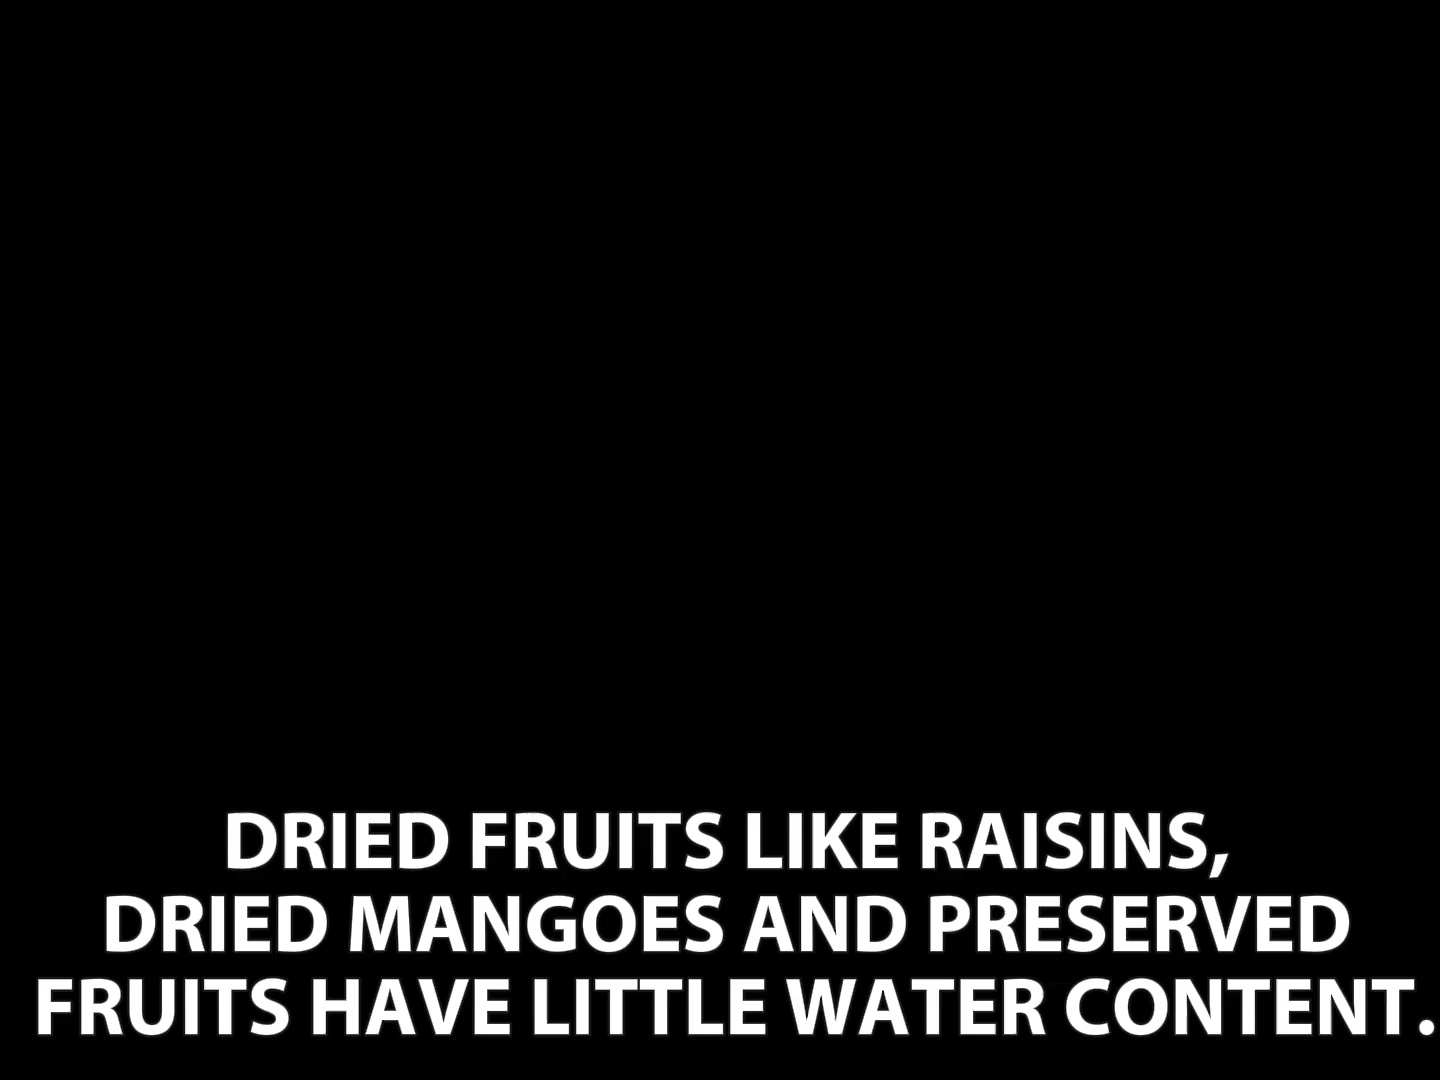 DRIED FRUITS LIKE RAISINS,
DRIED MANGOES AND PRESERVED
FRUITS HAVE LITTLE WATER CONTENT.